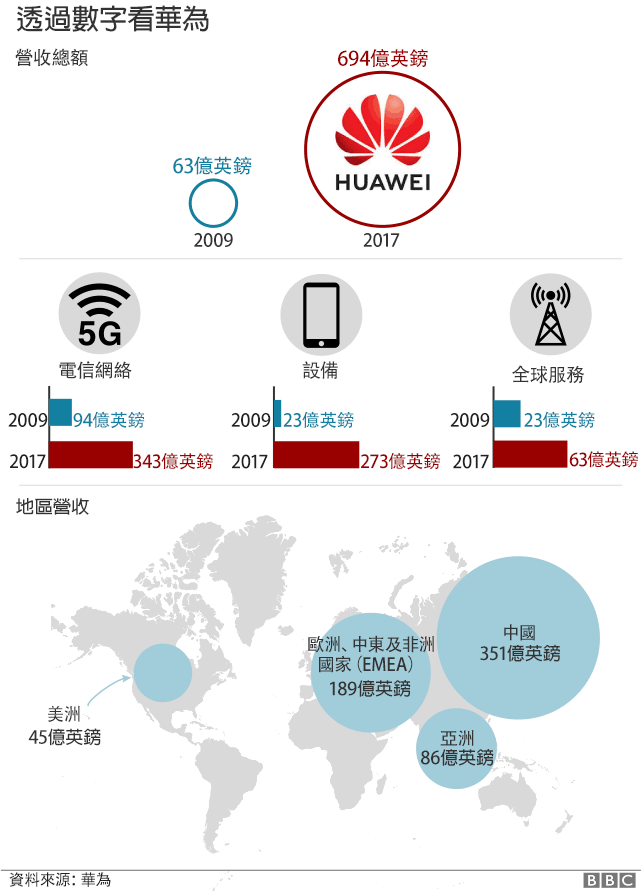 透過數字看華為
營收總額
694億英鎊
63億英鎊
HUAWEI
2009
2017
5G
電信網絡
設備
全球服務
2009 94億英鎊
2017 343億英鎊
2009 23億英鎊
2017 273億英鎊
2009 23億英鎊
2017 63億英鎊
地區營收
歐洲、中東及非洲
國家（EMEA）
189億英鎊
中國
351億英鎊
美洲
45億英鎊
亞洲
86億英鎊
資料來源：華為
BBC